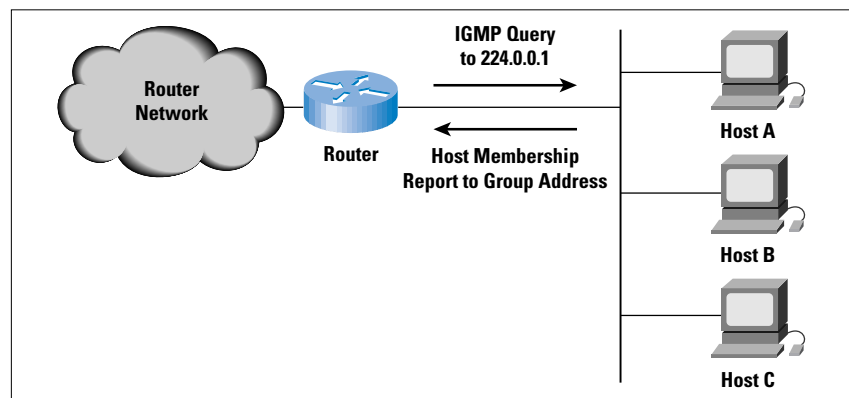 IGMP Query
to 224.0.0.1
Router
Network
Router
Host Membership
Report to Group Address
Host A
Host B
Host C